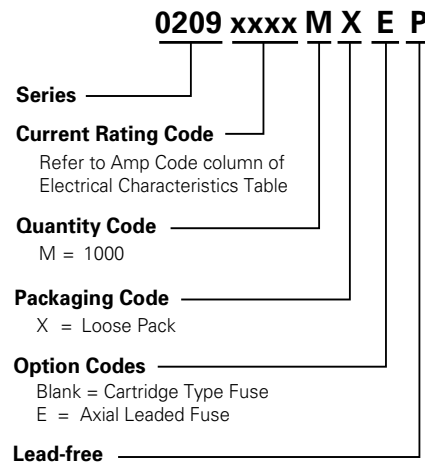 0209 xxxx M X E P
Series
Current Rating Code
Refer to Amp Code column of
Electrical Characteristics Table
Quantity Code
M = 1000
Packaging Code
X = Loose Pack
Option Codes
Blank = Cartridge Type Fuse
E = Axial Leaded Fuse
Lead-free